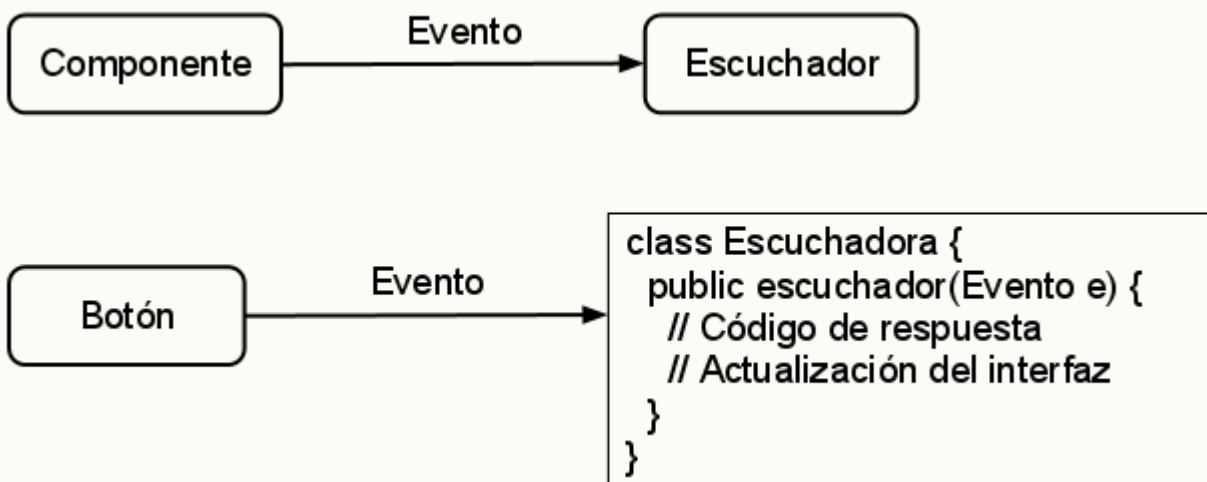 Evento
Componente
Escuchador
Evento
Botón
class Escuchadora {
public escuchador(Evento e) {
// Código de respuesta
// Actualización del interfaz
}
}